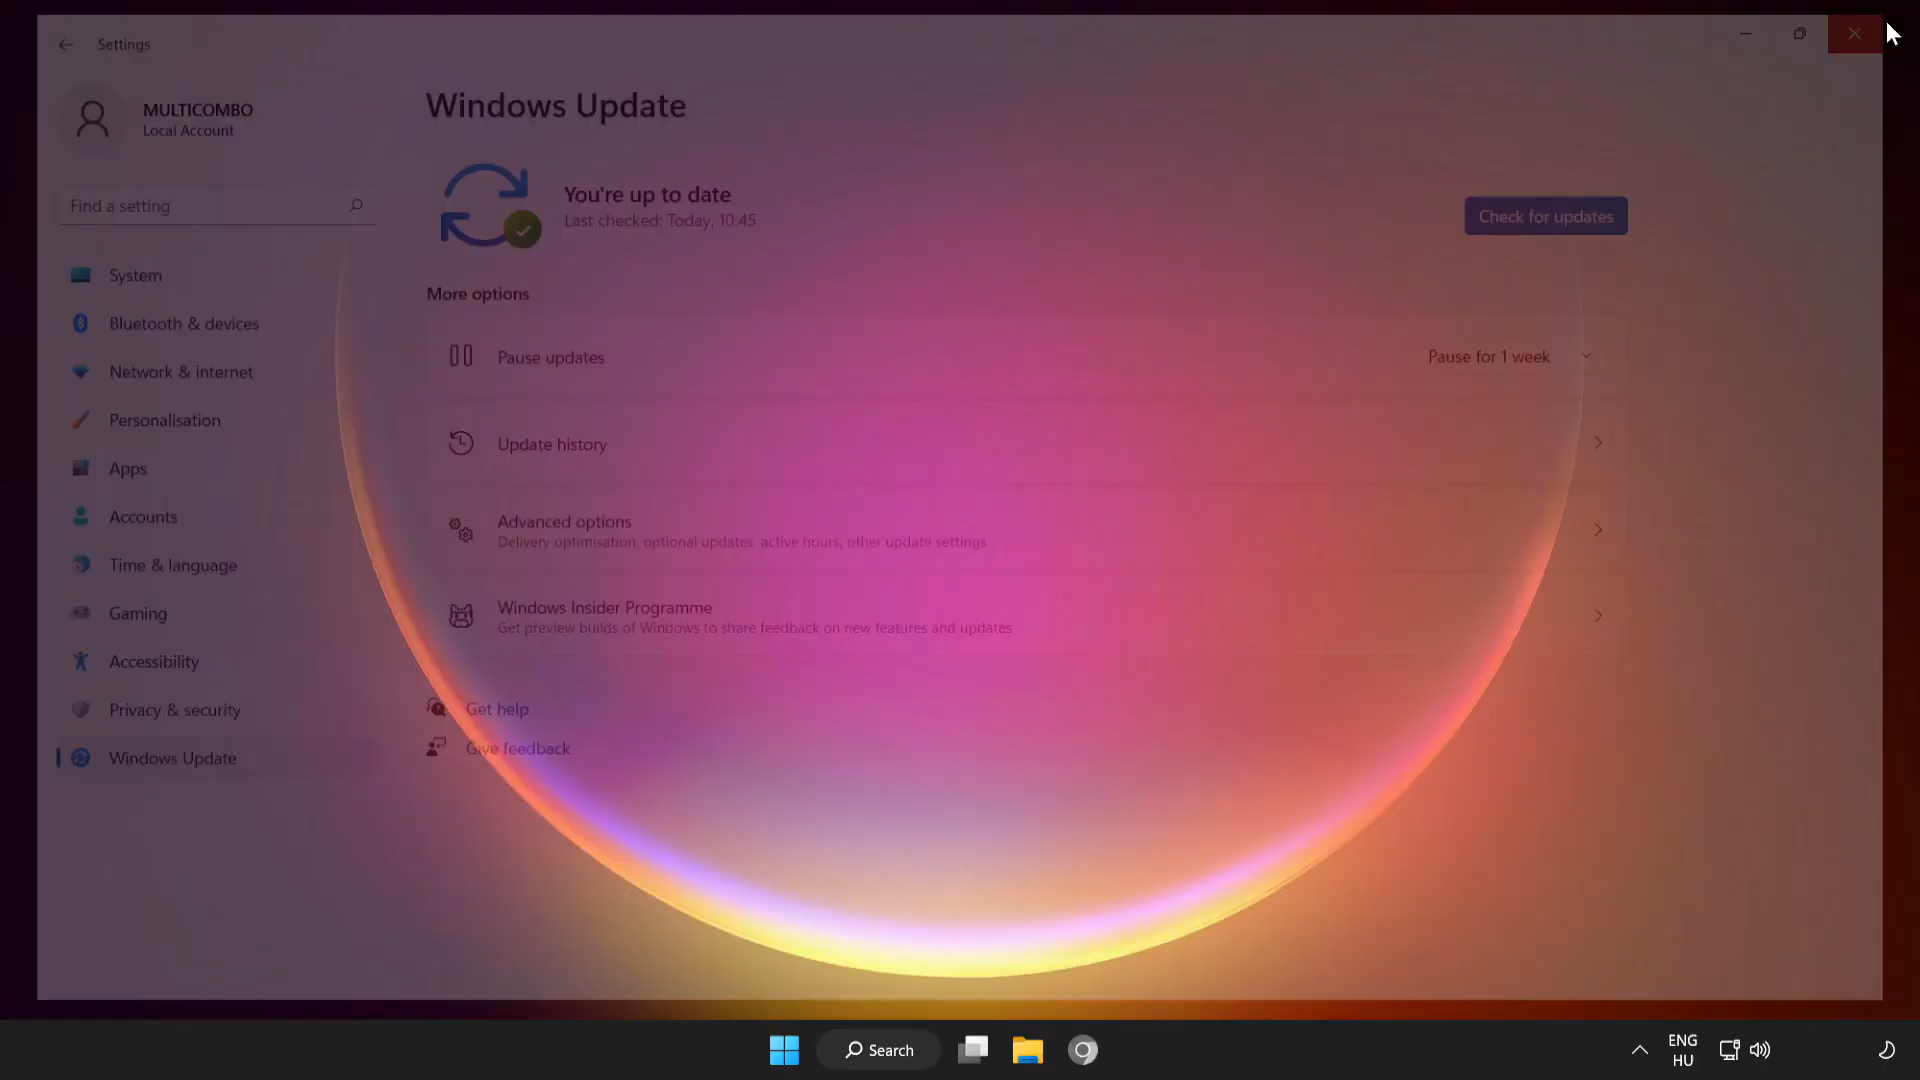 Settings
MULTICOMBO
Local Account
Find a setting
System
Bluetooth & devices
Network & internet
Personalisation
Apps
Accounts
Time & language
Gaming
Accessibility
Privacy & security
Windows Update
Windows Update
You're up to date
Last checked: Today, 10:45
Check for updates
More options
Pause updates
Pause for 1 week
Update history
Advanced options
Delivery optimisation, optional updates, active hours, other update settings
Windows Insider Programme
Get preview builds of Windows to share feedback on new features and updates
Get help
Give feedback
Search
ENG
HU